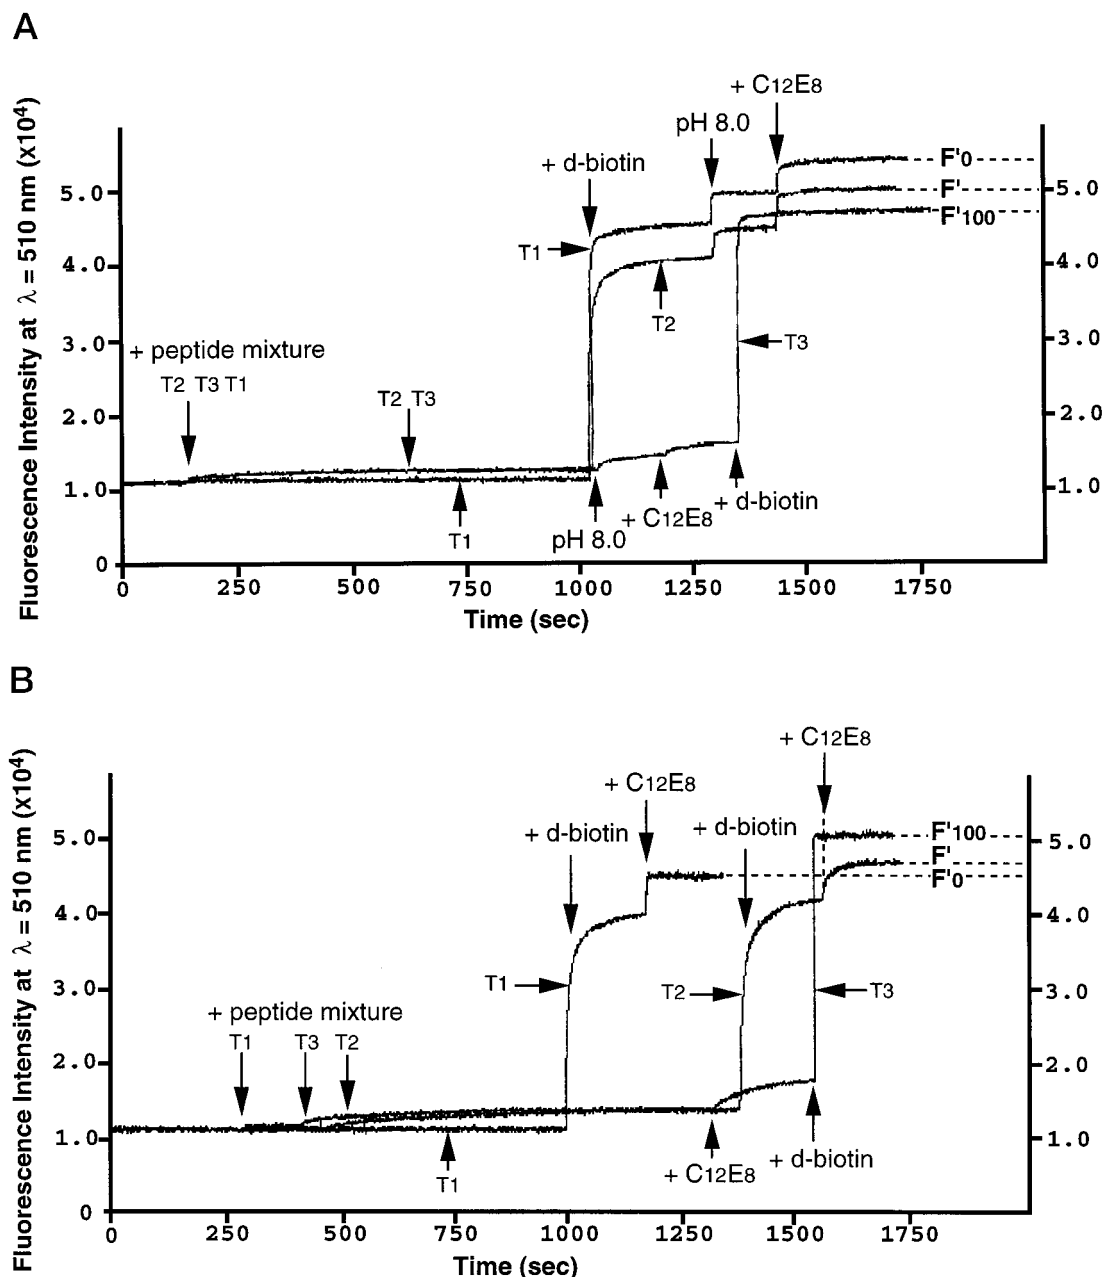 A
+ C12E8
pH 8.0
+ d-biotin
F'0
F'
F'100
T1
T2
T3
+ peptide mixture
T2 T3 T1
T2 T3
T1
pH 8.0
+ C12E8
+ d-biotin
Fluorescence Intensity at λ = 510 nm (x10⁴)
5.0
4.0
3.0
2.0
1.0
0
5.0
4.0
3.0
2.0
1.0
0 250 500 750 1000 1250 1500 1750
Time (sec)
B
+ C12E8
+ C12E8
+ d-biotin
+ d-biotin
F'100
F'
F'0
T1
T2
T3
+ peptide mixture
T1 T3 T2
T1
+ C12E8
+ d-biotin
Fluorescence Intensity at λ = 510 nm (x10⁴)
5.0
4.0
3.0
2.0
1.0
0
5.0
4.0
3.0
2.0
1.0
0 250 500 750 1000 1250 1500 1750
Time (sec)